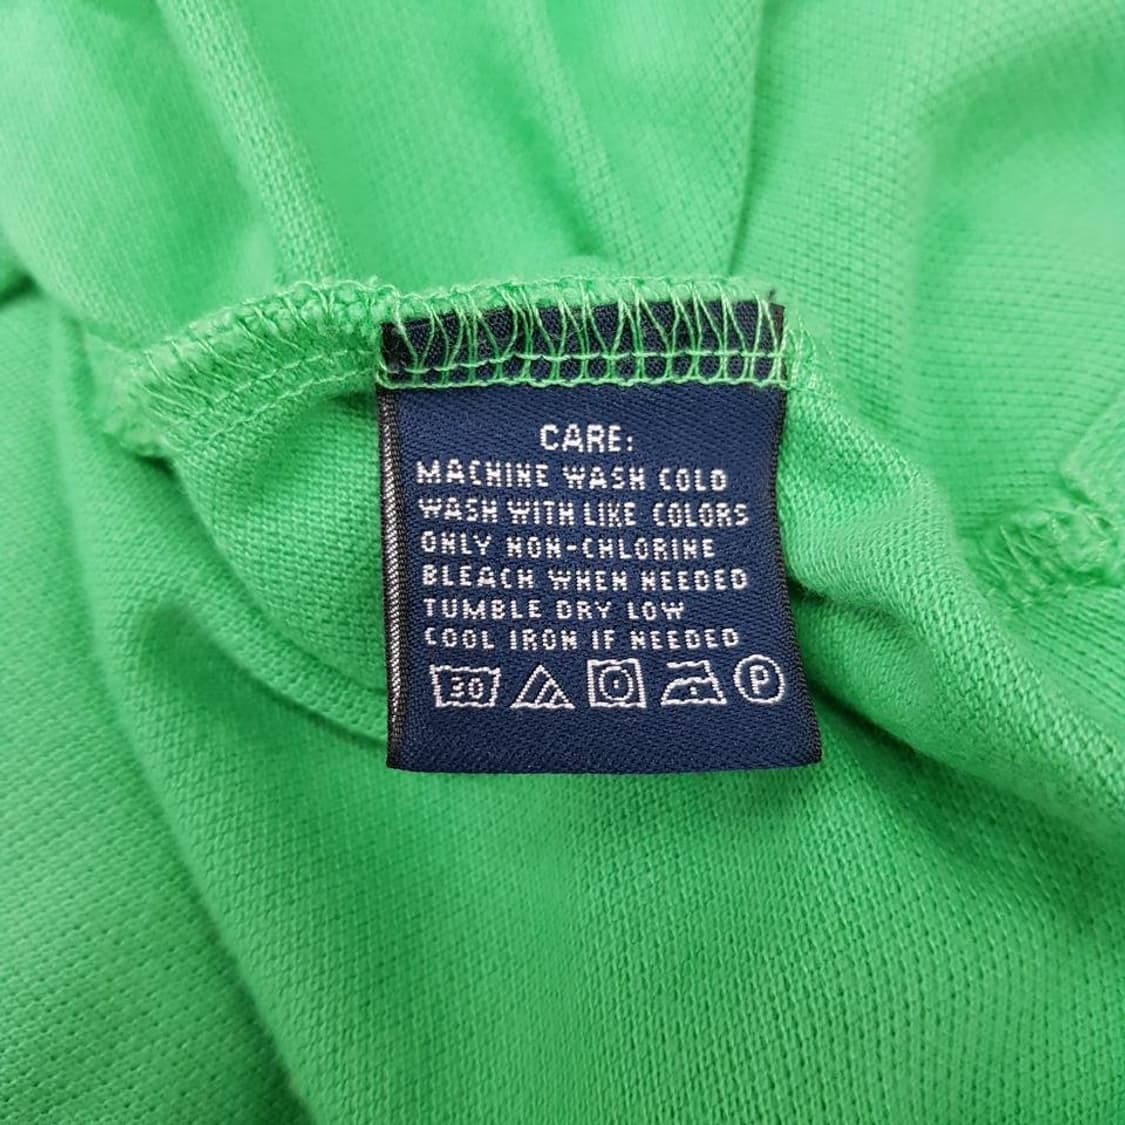 CARE:
MACHINE WASH COLD
WASH WITH LIKE COLORS
ONLY NON-CHLORINE
BLEACH WHEN NEEDED
TUMBLE DRY LOW
COOL IRON IF NEEDED
30 P